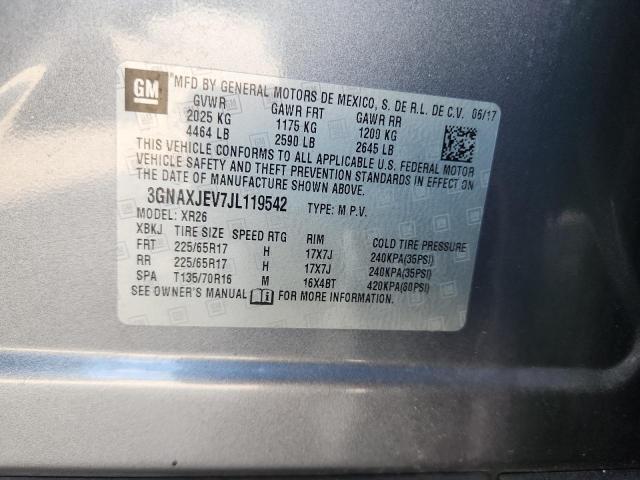 GM
MFD BY GENERAL MOTORS DE MEXICO, S. DE R.L. DE C.V. 06/17
GVWR GAWR FRT GAWR RR
2025 KG 1175 KG 1209 KG
4464 LB 2590 LB 2645 LB
THIS VEHICLE CONFORMS TO ALL APPLICABLE U.S. FEDERAL MOTOR
VEHICLE SAFETY AND THEFT PREVENTION STANDARDS IN EFFECT ON
THE DATE OF MANUFACTURE SHOWN ABOVE.
3GNAXJEV7JL119542 TYPE: M.P.V.
MODEL: XR26
XBKJ TIRE SIZE SPEED RTG RIM COLD TIRE PRESSURE
FRT 225/65R17 H 17X7J 240KPA(35PSI)
RR 225/65R17 H 17X7J 240KPA(35PSI)
SPA T135/70R16 M 16X4BT 420KPA(60PSI)
SEE OWNER'S MANUAL i FOR MORE INFORMATION.